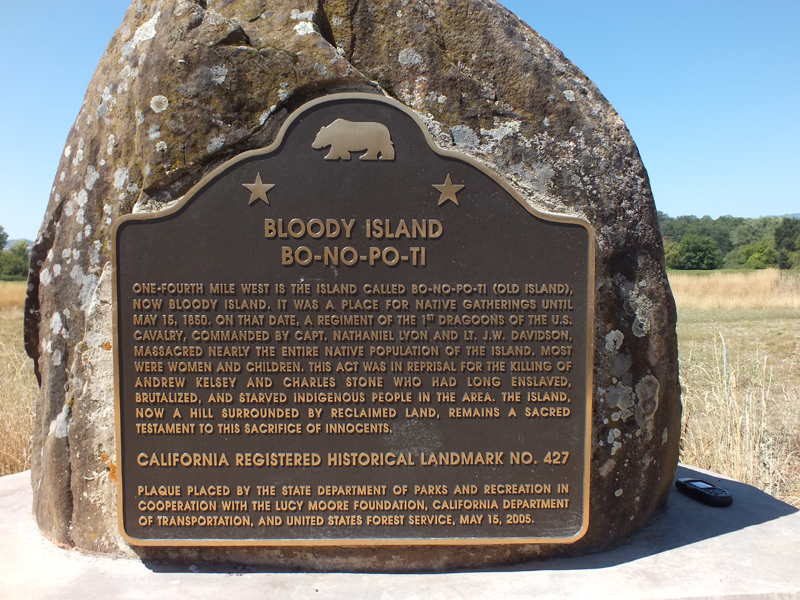 BLOODY ISLAND
BO-NO-PO-TI
ONE-FOURTH MILE WEST IS THE ISLAND CALLED BO-NO-PO-TI (OLD ISLAND),
NOW BLOODY ISLAND. IT WAS A PLACE FOR NATIVE GATHERINGS UNTIL
MAY 15, 1850. ON THAT DATE, A REGIMENT OF THE 1ST DRAGOONS OF THE U.S.
CAVALRY, COMMANDED BY CAPT. NATHANIEL LYON AND LT. J.W. DAVIDSON,
MASSACRED NEARLY THE ENTIRE NATIVE POPULATION OF THE ISLAND. MOST
WERE WOMEN AND CHILDREN. THIS ACT WAS IN REPRISAL FOR THE KILLING OF
ANDREW KELSEY AND CHARLES STONE WHO HAD LONG ENSLAVED,
BRUTALIZED, AND STARVED INDIGENOUS PEOPLE IN THE AREA. THE ISLAND,
NOW A HILL SURROUNDED BY RECLAIMED LAND, REMAINS A SACRED
TESTAMENT TO THIS SACRIFICE OF INNOCENTS.
CALIFORNIA REGISTERED HISTORICAL LANDMARK NO. 427
PLAQUE PLACED BY THE STATE DEPARTMENT OF PARKS AND RECREATION IN
COOPERATION WITH THE LUCY MOORE FOUNDATION, CALIFORNIA DEPARTMENT
OF TRANSPORTATION, AND UNITED STATES FOREST SERVICE, MAY 15, 2005.